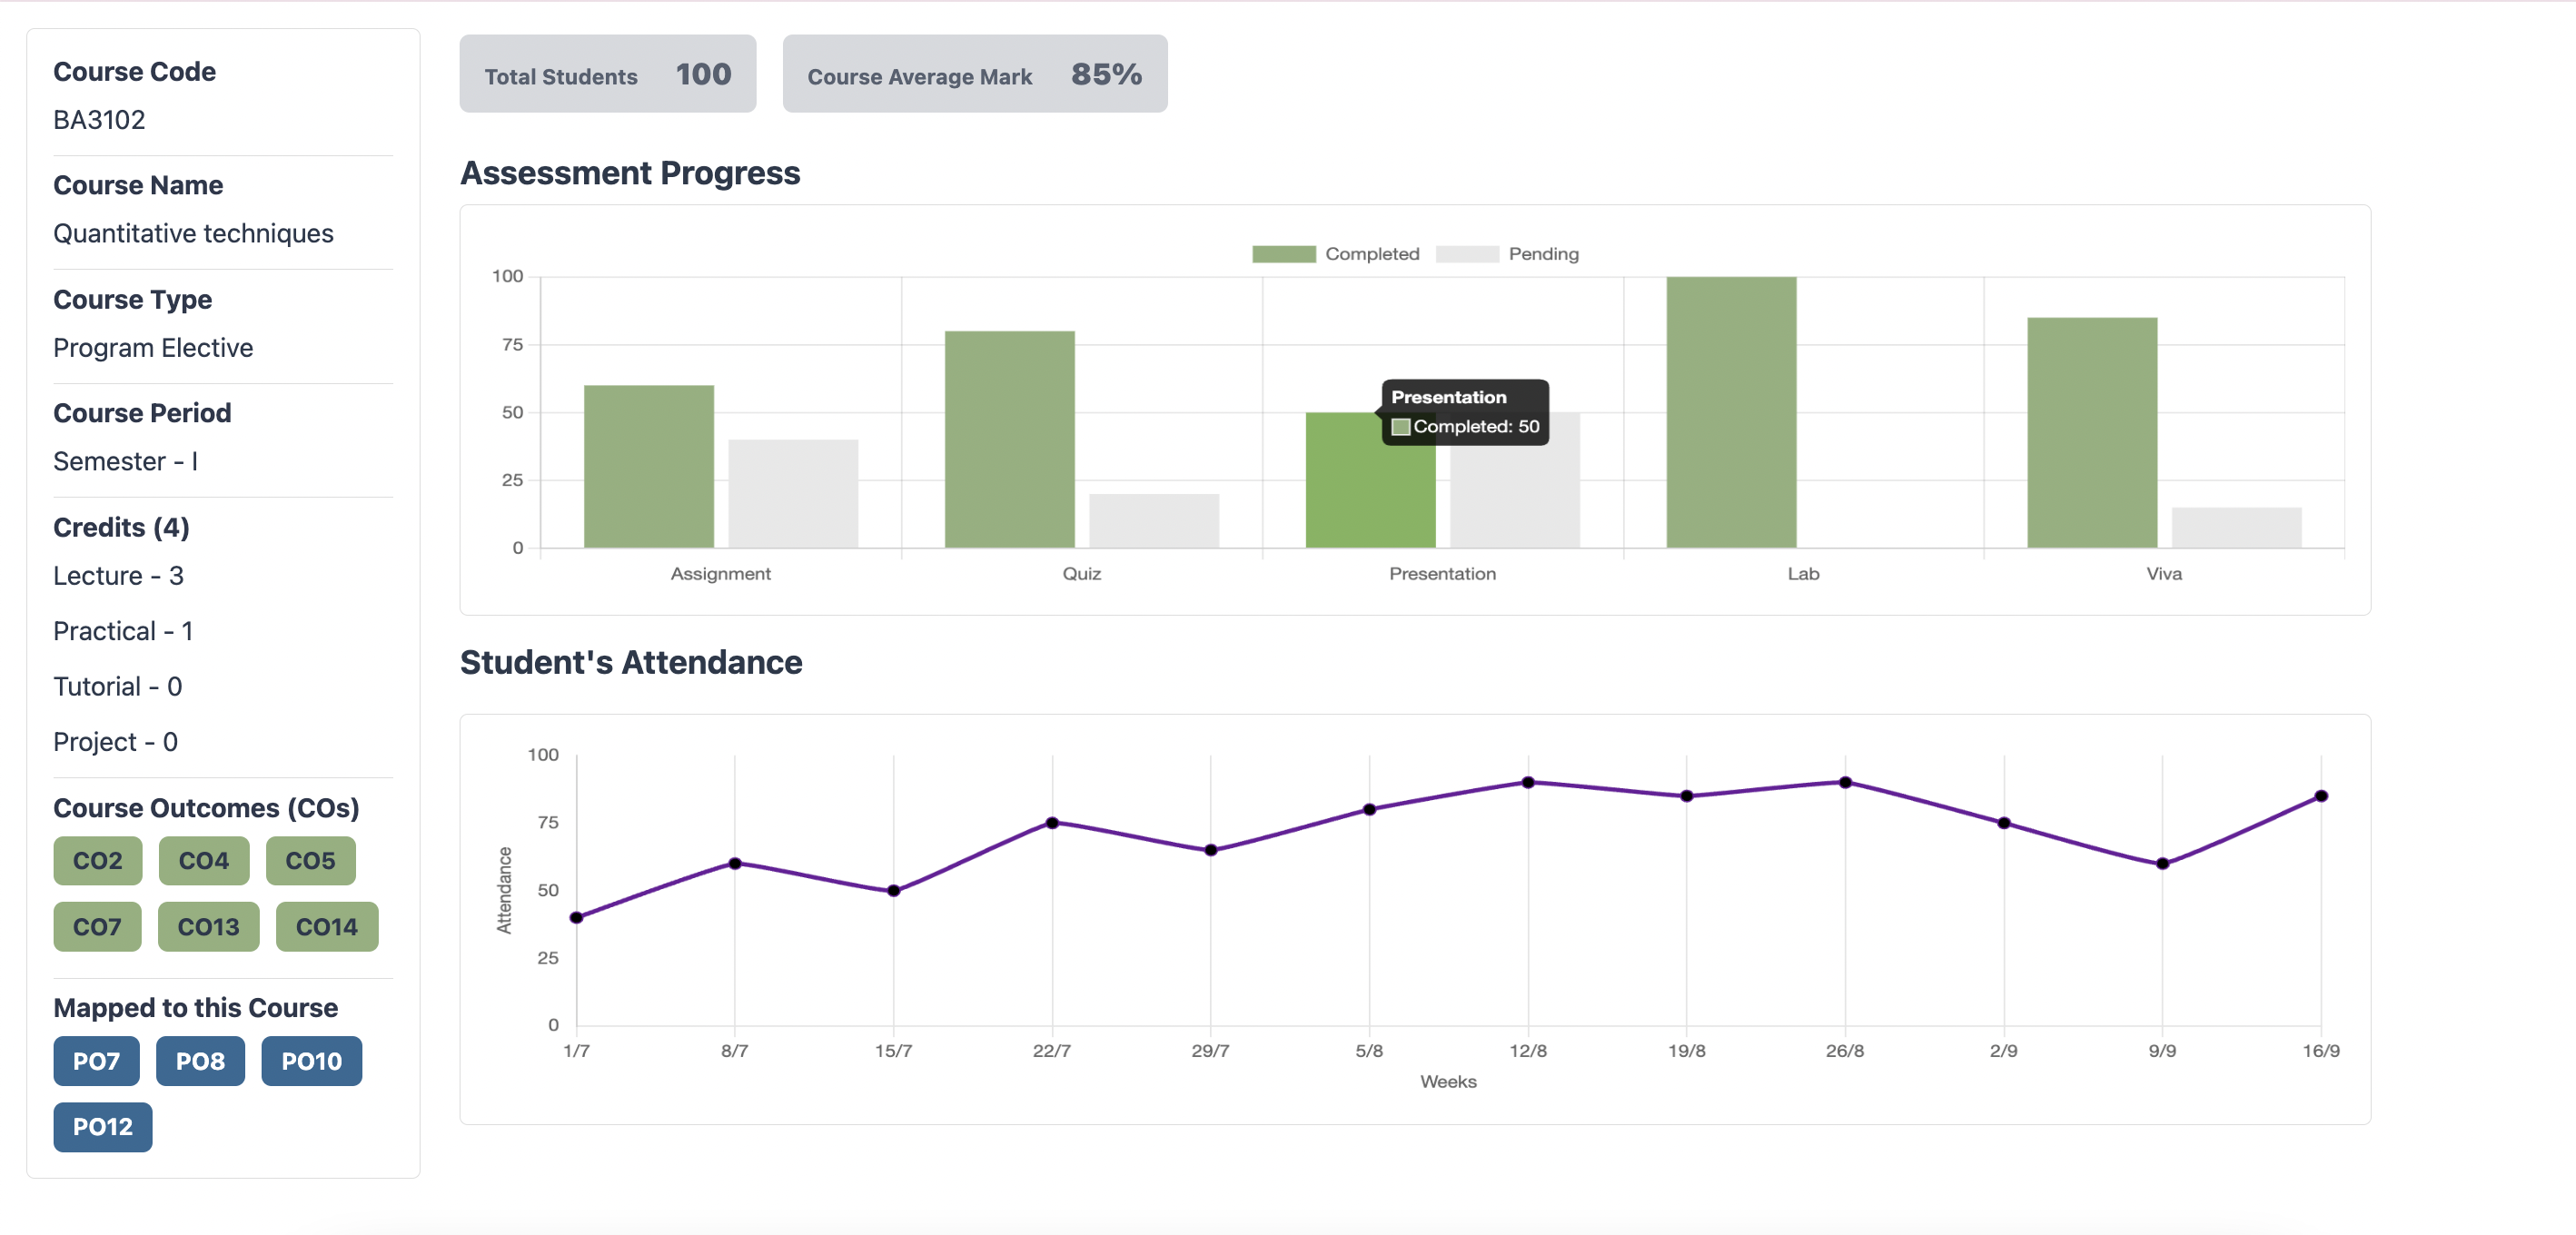 Course Code
BA3102
Course Name
Quantitative techniques
Course Type
Program Elective
Course Period
Semester - I
Credits (4)
Lecture - 3
Practical - 1
Tutorial - 0
Project - 0
Course Outcomes (COs)
CO2 CO4 CO5
CO7 CO13 CO14
Mapped to this Course
PO7 PO8 PO10
PO12
Total Students 100 Course Average Mark 85%
Assessment Progress
Completed Pending
100
75
50
25
0
Presentation
Completed: 50
Assignment Quiz Presentation Lab Viva
Student's Attendance
Attendance
100
75
50
25
0
1/7 8/7 15/7 22/7 29/7 5/8 12/8 19/8 26/8 2/9 9/9 16/9
Weeks